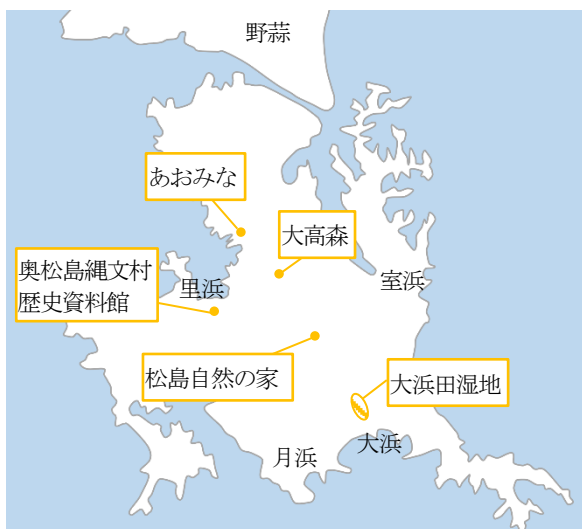 野蒜
あおみな
大高森
奥松島縄文村
歴史資料館
里浜
室浜
松島自然の家
大浜田湿地
大浜
月浜